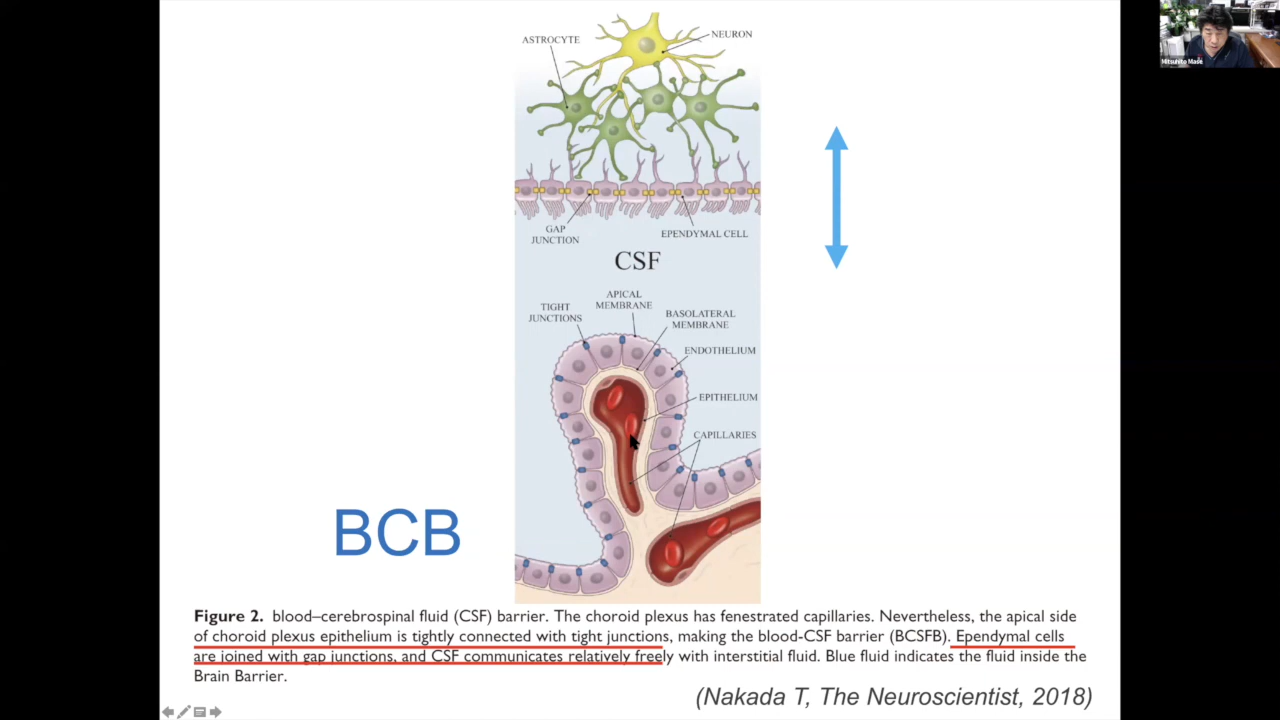 Mitsuhito Mase
ASTROCYTE
NEURON
GAP
JUNCTION
EPENDYMAL CELL
CSF
TIGHT
JUNCTIONS
APICAL
MEMBRANE
BASOLATERAL
MEMBRANE
ENDOTHELIUM
EPITHELIUM
CAPILLARIES
BCB
Figure 2. blood–cerebrospinal fluid (CSF) barrier. The choroid plexus has fenestrated capillaries. Nevertheless, the apical side
of choroid plexus epithelium is tightly connected with tight junctions, making the blood-CSF barrier (BCSFB). Ependymal cells
are joined with gap junctions, and CSF communicates relatively freely with interstitial fluid. Blue fluid indicates the fluid inside the
Brain Barrier.
(Nakada T, The Neuroscientist, 2018)